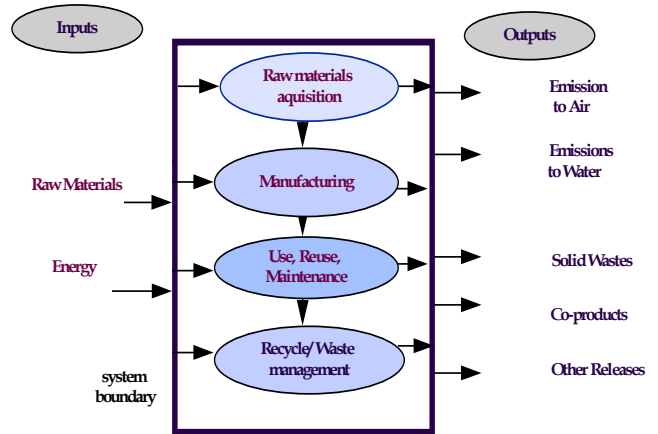 Inputs
Outputs
Raw materials
aquisition
Emission
to Air
Emissions
to Water
Raw Materials
Manufacturing
Energy
Use, Reuse,
Maintenance
Solid Wastes
Co-products
Recycle/ Waste
management
Other Releases
system
boundary